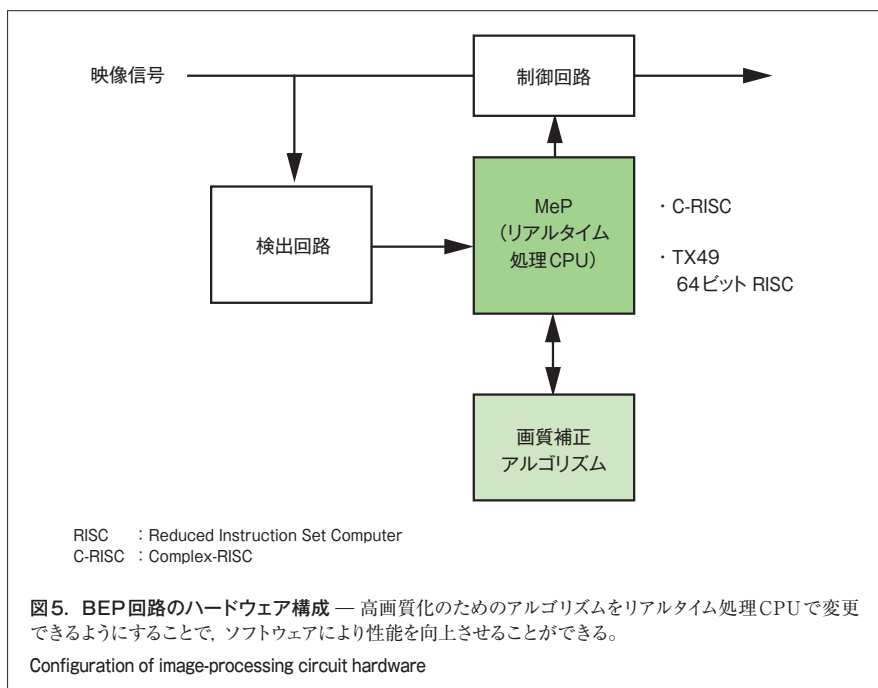 映像信号
制御回路
検出回路
MeP
（リアルタイム
処理CPU）
・C-RISC
・TX49
64ビット RISC
画質補正
アルゴリズム
RISC ：Reduced Instruction Set Computer
C-RISC ：Complex-RISC
図5．BEP回路のハードウェア構成 — 高画質化のためのアルゴリズムをリアルタイム処理CPUで変更
できるようにすることで，ソフトウェアにより性能を向上させることができる。
Configuration of image-processing circuit hardware